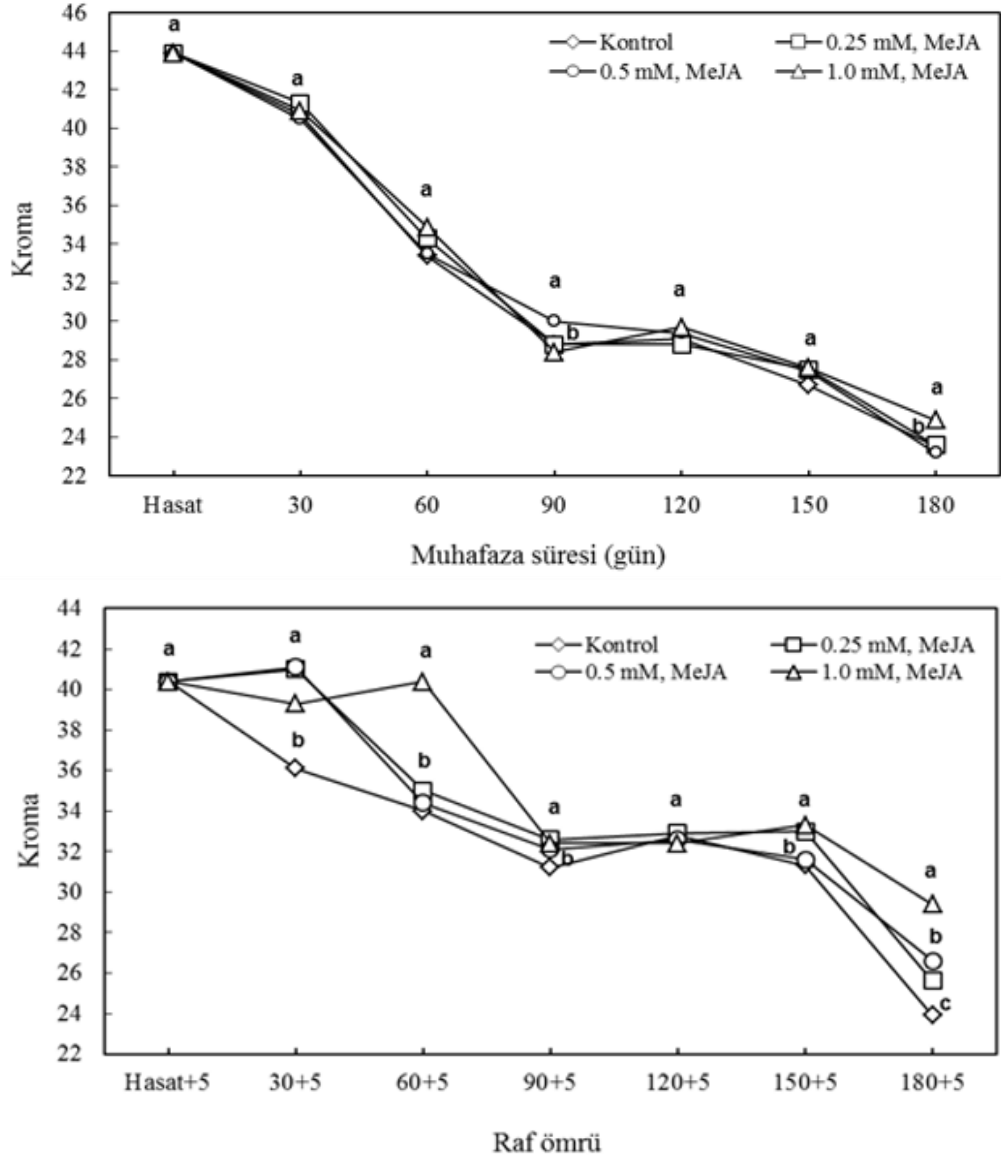 46
44
42
40
38
36
34
32
30
28
26
24
22
Kroma
Kontrol 0.25 mM, MeJA
0.5 mM, MeJA 1.0 mM, MeJA
a a a a b a a b a
Hasat 30 60 90 120 150 180
Muhafaza süresi (gün)
44
42
40
38
36
34
32
30
28
26
24
22
Kroma
Kontrol 0.25 mM, MeJA
0.5 mM, MeJA 1.0 mM, MeJA
a a b a b a b a a b a b c
Hasat+5 30+5 60+5 90+5 120+5 150+5 180+5
Raf ömrü